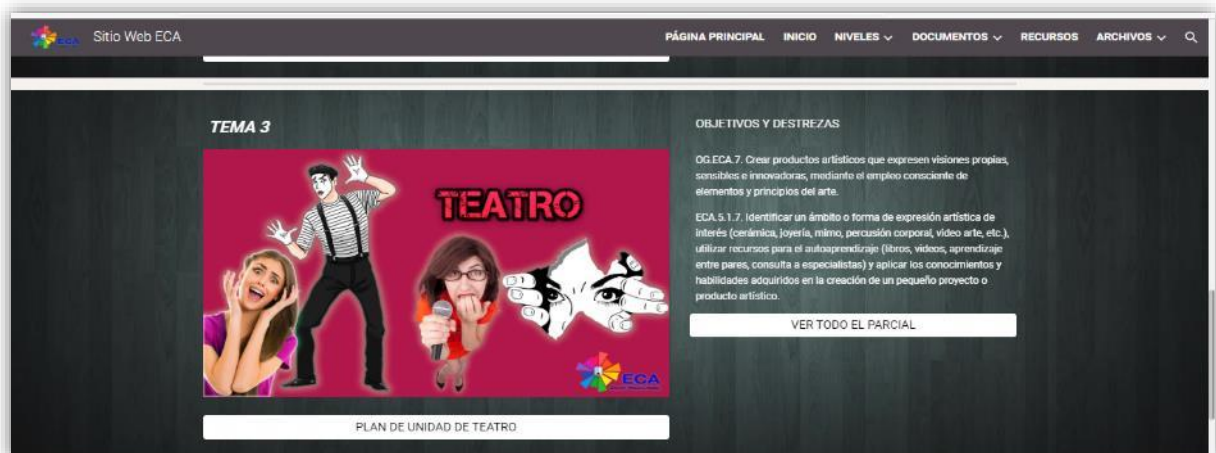 ECA
Sitio Web ECA
PÁGINA PRINCIPAL INICIO NIVELES DOCUMENTOS RECURSOS ARCHIVOS
TEMA 3
TEATRO
ECA
PLAN DE UNIDAD DE TEATRO
OBJETIVOS Y DESTREZAS
OG.ECA.7. Crear productos artísticos que expresen visiones propias,
sensibles e innovadoras, mediante el empleo consciente de
elementos y principios del arte.
ECA.5.1.7. Identificar un ámbito o forma de expresión artística de
interés (cerámica, joyería, mimo, percusión corporal, video arte, etc.),
utilizar recursos para el autoaprendizaje (libros, videos, aprendizaje
entre pares, consulta a especialistas) y aplicar los conocimientos y
habilidades adquiridos en la creación de un pequeño proyecto o
producto artístico.
VER TODO EL PARCIAL